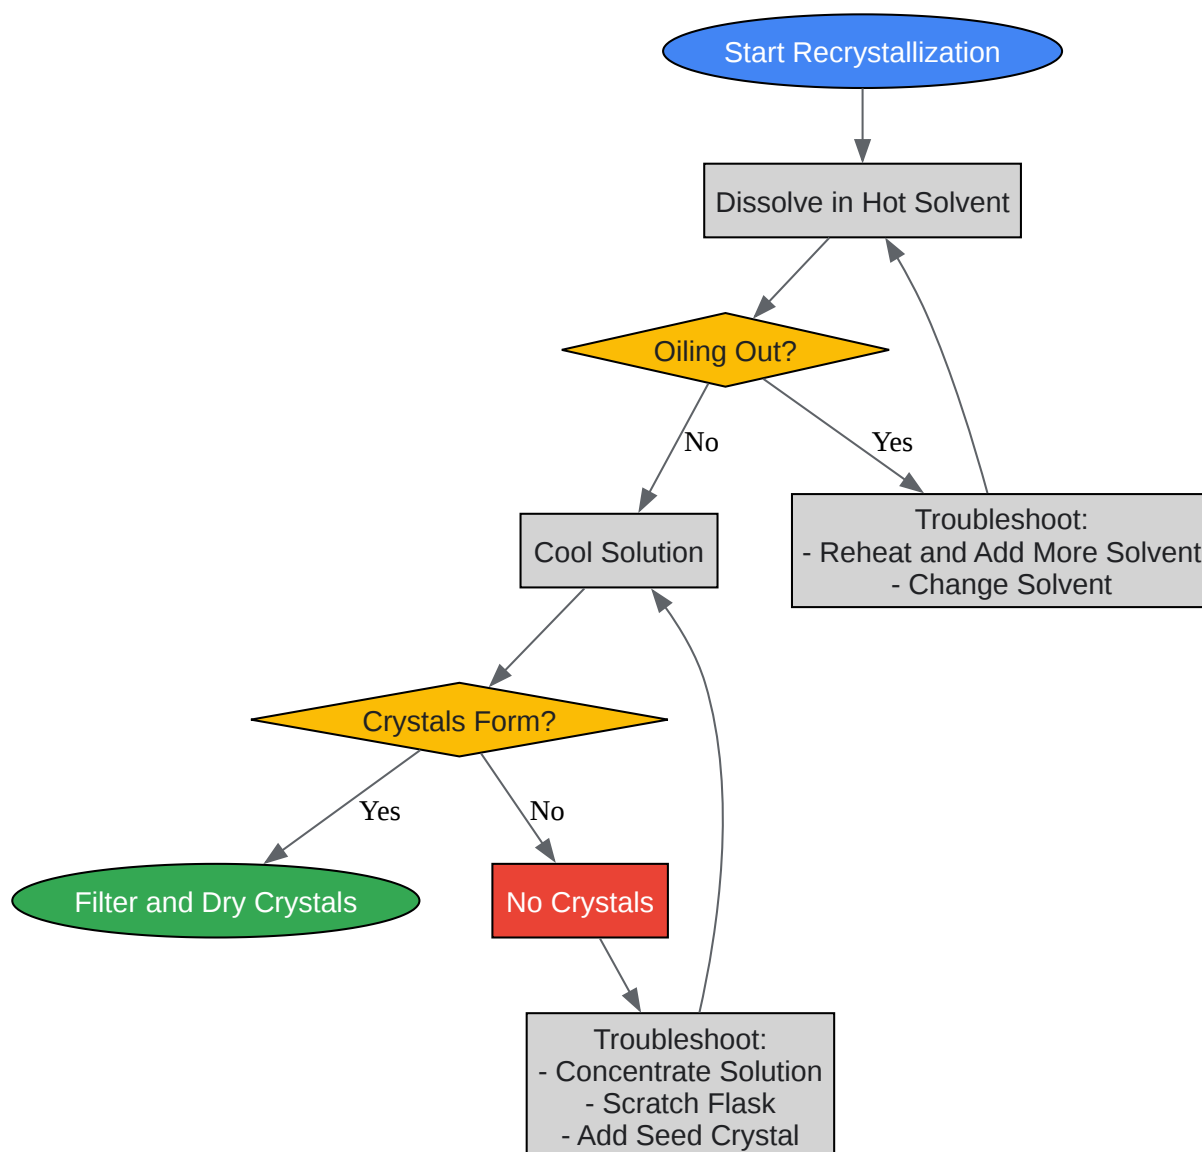 Start Recrystallization
Dissolve in Hot Solvent
Oiling Out?
No
Yes
Troubleshoot:
- Reheat and Add More Solvent
- Change Solvent
Cool Solution
Crystals Form?
Yes
No
Filter and Dry Crystals
No Crystals
Troubleshoot:
- Concentrate Solution
- Scratch Flask
- Add Seed Crystal